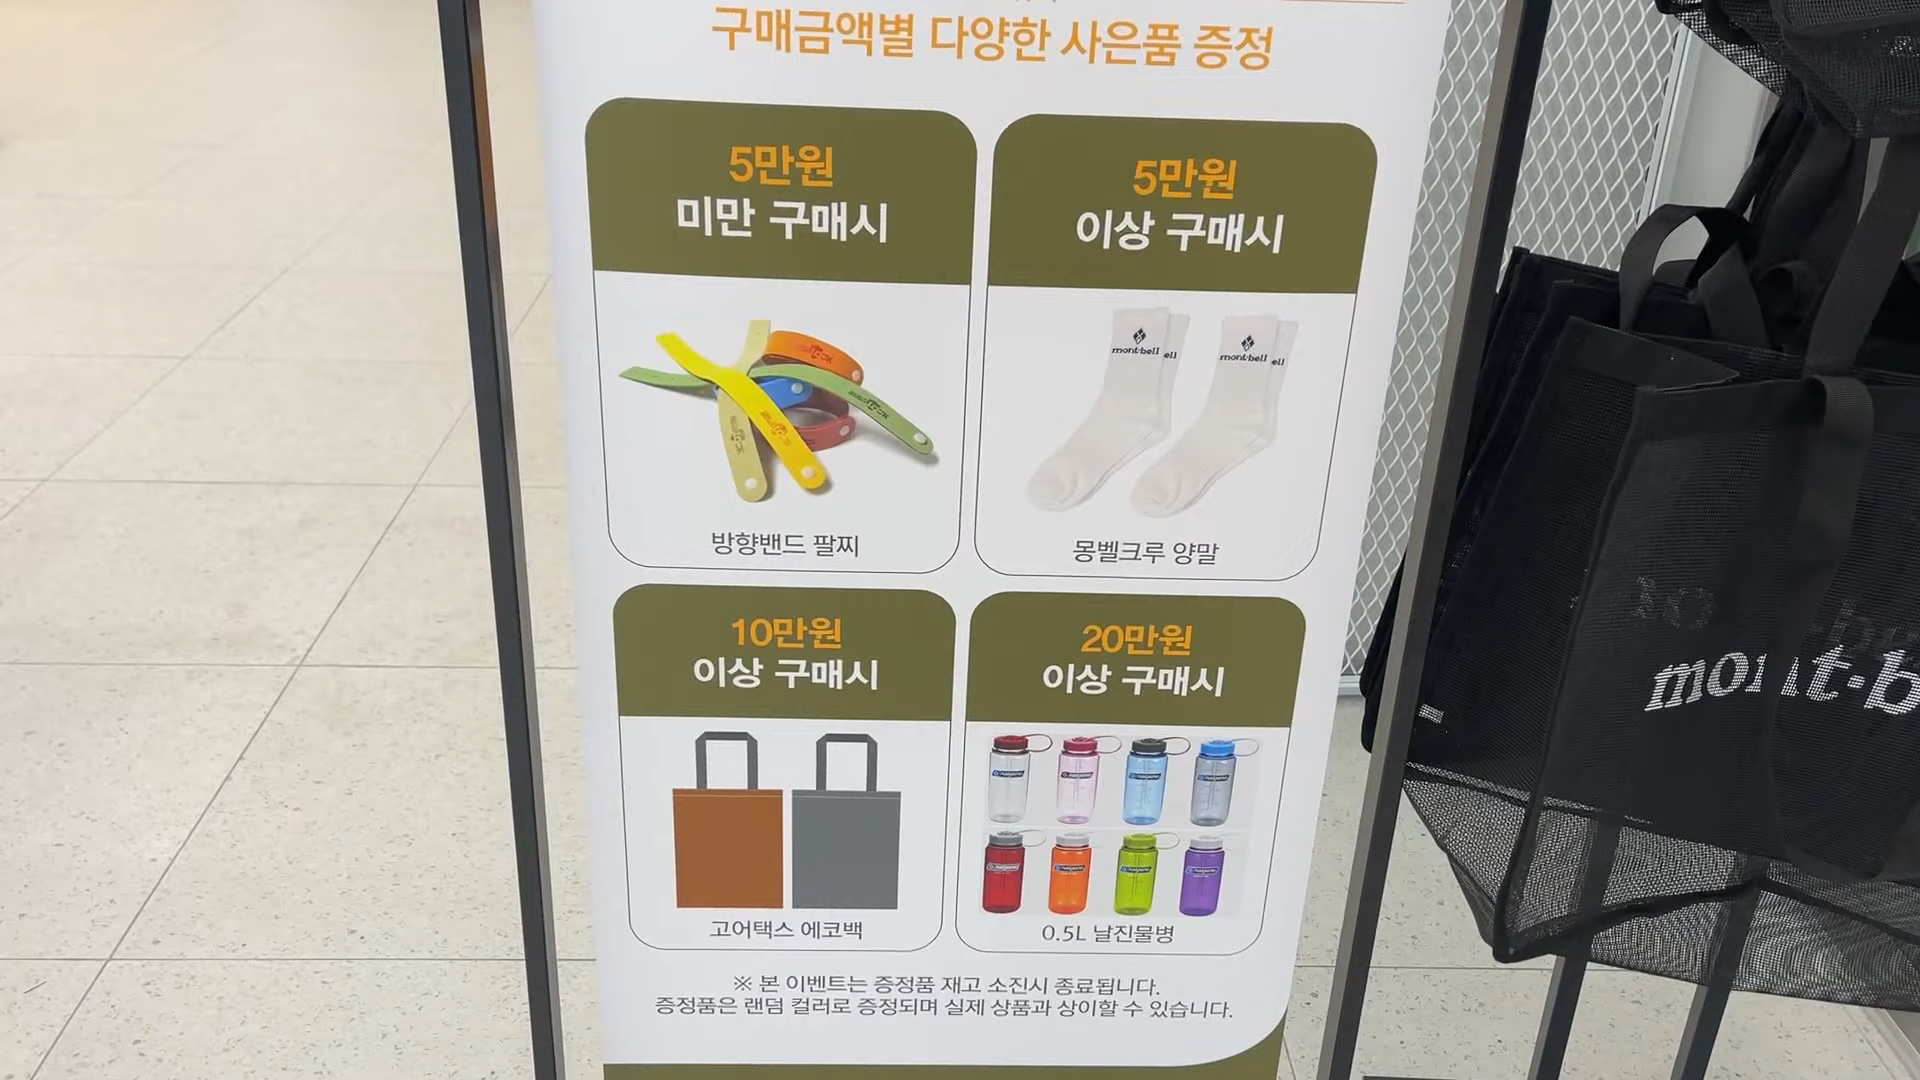 구매금액별 다양한 사은품 증정
5만원
미만 구매시
방향밴드 팔찌
5만원
이상 구매시
mont-bell
mont-bell
몽벨크루 양말
10만원
이상 구매시
고어택스 에코백
20만원
이상 구매시
0.5L 날진물병
※ 본 이벤트는 증정품 재고 소진시 종료됩니다.
증정품은 랜덤 컬러로 증정되며 실제 상품과 상이할 수 있습니다.
mont-b